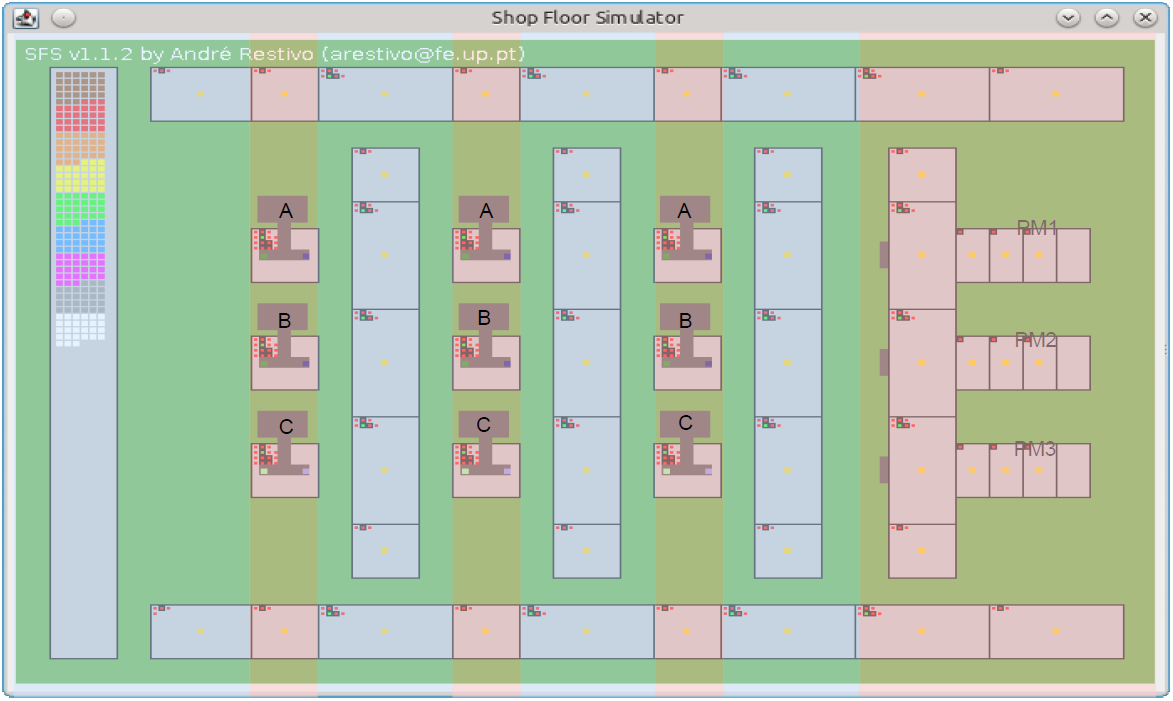 Shop Floor Simulator
SFS v1.1.2 by André Restivo (arestivo@fe.up.pt)
A A A
PM1
B B B
PM2
C C C
PM3